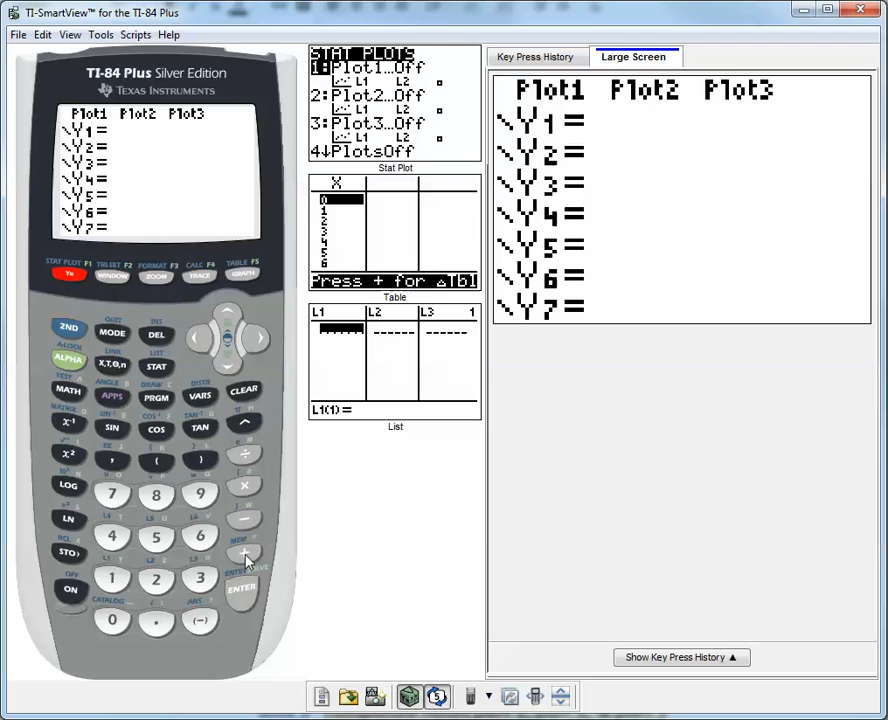 TI-SmartView™ for the TI-84 Plus
File Edit View Tools Scripts Help
TI-84 Plus Silver Edition
TEXAS INSTRUMENTS
Plot1 Plot2 Plot3
\Y1=
\Y2=
\Y3=
\Y4=
\Y5=
\Y6=
\Y7=
STAT PLOT F1 TBLSET F2 FORMAT F3 CALC F4 TABLE F5
Y= WINDOW ZOOM TRACE GRAPH
QUIT INS
2ND MODE DEL
A-LOCK LINK LIST
ALPHA X,T,Θ,n STAT
TEST A ANGLE B DRAW C DISTR
MATH APPS PRGM VARS CLEAR
MATRIX D SIN⁻¹ E COS⁻¹ F TAN⁻¹ G π H
x⁻¹ SIN COS TAN ^
x² , ( ) ÷
LOG 7 8 9 ×
LN 4 5 6 −
RCL X L1 Y L2 Z L3 MEM "
STO› 1 2 3 +
OFF ENTRY SOLVE
ON ENTER
CATALOG ANS
0 . (−)
STAT PLOTS
1:Plot1…Off
L1 L2
2:Plot2…Off
L1 L2
3:Plot3…Off
L1 L2
4↓PlotsOff
Stat Plot
X
0
1
2
3
4
5
6
Press + for △Tbl
Table
L1 L2 L3 1
------ ------ ------
L1(1)=
List
Key Press History Large Screen
Plot1 Plot2 Plot3
\Y1=
\Y2=
\Y3=
\Y4=
\Y5=
\Y6=
\Y7=
Show Key Press History ▲
5